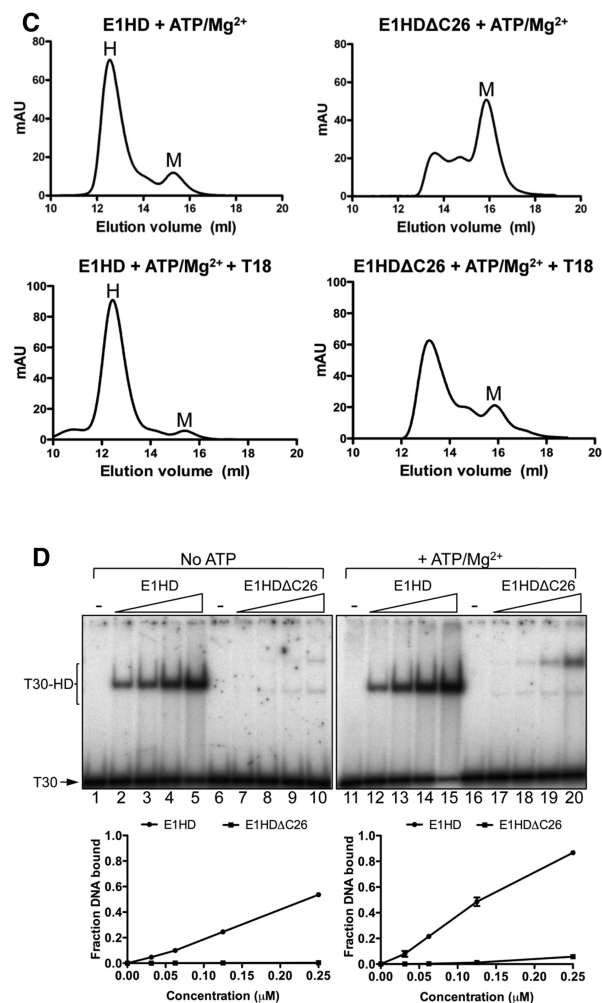 C
E1HD + ATP/Mg²⁺
H
M
mAU
80
60
40
20
0
10 12 14 16 18 20
Elution volume (ml)
E1HDΔC26 + ATP/Mg²⁺
M
mAU
80
60
40
20
0
10 12 14 16 18 20
Elution volume (ml)
E1HD + ATP/Mg²⁺ + T18
H
M
mAU
100
80
60
40
20
0
10 12 14 16 18 20
Elution volume (ml)
E1HDΔC26 + ATP/Mg²⁺ + T18
M
mAU
100
80
60
40
20
0
10 12 14 16 18 20
Elution volume (ml)
D
No ATP
+ ATP/Mg²⁺
- E1HD - E1HDΔC26
- E1HD - E1HDΔC26
T30-HD
T30
1 2 3 4 5 6 7 8 9 10
11 12 13 14 15 16 17 18 19 20
E1HD E1HDΔC26
Fraction DNA bound
1.0
0.8
0.6
0.4
0.2
0.0
0.00 0.05 0.10 0.15 0.20 0.25
Concentration (μM)
E1HD E1HDΔC26
Fraction DNA bound
1.0
0.8
0.6
0.4
0.2
0.0
0.00 0.05 0.10 0.15 0.20 0.25
Concentration (μM)